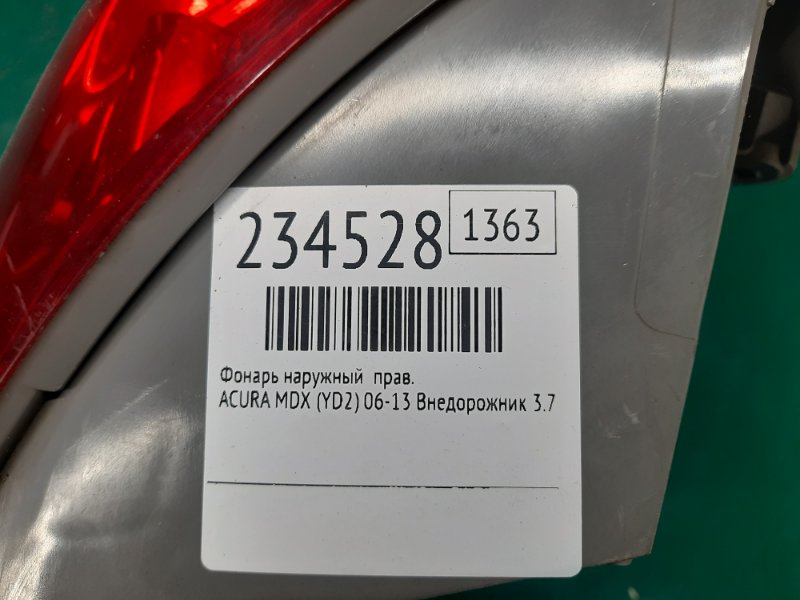 234528 1363
Фонарь наружный прав.
ACURA MDX (YD2) 06-13 Внедорожник 3.7